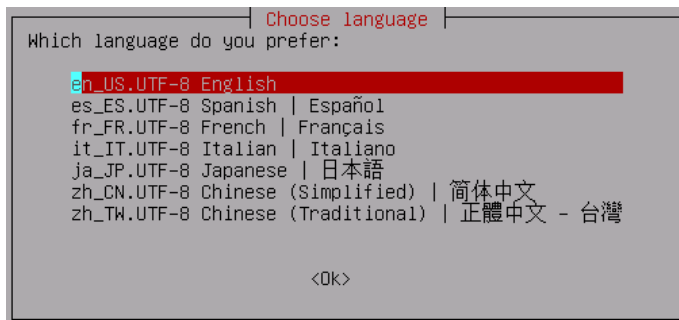 Choose language
Which language do you prefer:
en_US.UTF-8 English
es_ES.UTF-8 Spanish | Español
fr_FR.UTF-8 French | Français
it_IT.UTF-8 Italian | Italiano
ja_JP.UTF-8 Japanese | 日本語
zh_CN.UTF-8 Chinese (Simplified) | 简体中文
zh_TW.UTF-8 Chinese (Traditional) | 正體中文 - 台灣
<Ok>